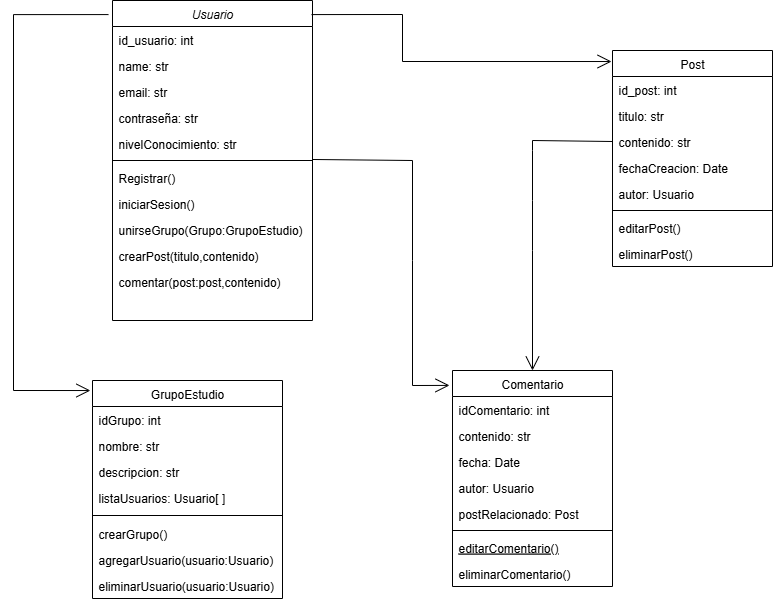 Usuario
id_usuario: int
name: str
email: str
contraseña: str
nivelConocimiento: str
Registrar()
iniciarSesion()
unirseGrupo(Grupo:GrupoEstudio)
crearPost(titulo,contenido)
comentar(post:post,contenido)
Post
id_post: int
titulo: str
contenido: str
fechaCreacion: Date
autor: Usuario
editarPost()
eliminarPost()
GrupoEstudio
idGrupo: int
nombre: str
descripcion: str
listaUsuarios: Usuario[ ]
crearGrupo()
agregarUsuario(usuario:Usuario)
eliminarUsuario(usuario:Usuario)
Comentario
idComentario: int
contenido: str
fecha: Date
autor: Usuario
postRelacionado: Post
editarComentario()
eliminarComentario()